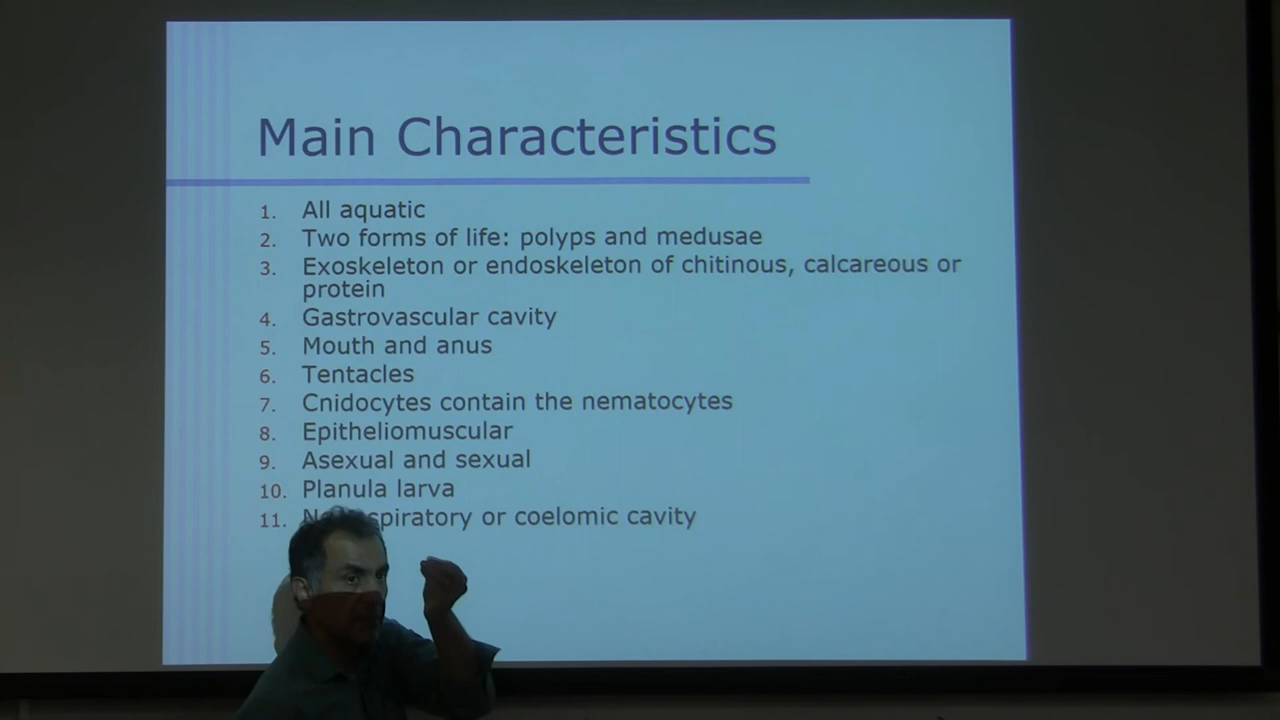 Main Characteristics
1. All aquatic
2. Two forms of life: polyps and medusae
3. Exoskeleton or endoskeleton of chitinous, calcareous or
protein
4. Gastrovascular cavity
5. Mouth and anus
6. Tentacles
7. Cnidocytes contain the nematocytes
8. Epitheliomuscular
9. Asexual and sexual
10. Planula larva
11. or coelomic cavity